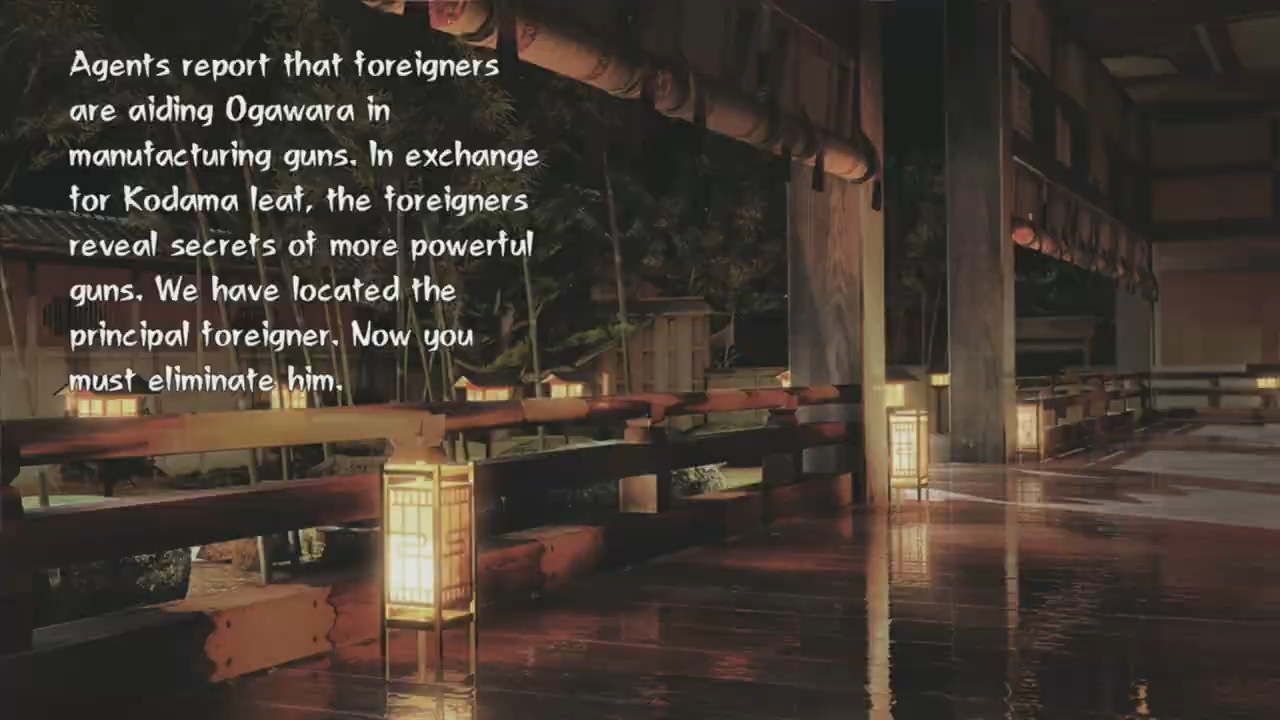 Agents report that foreigners
are aiding Ogawara in
manufacturing guns. In exchange
for Kodama leaf, the foreigners
reveal secrets of more powerful
guns. We have located the
principal foreigner. Now you
must eliminate him.